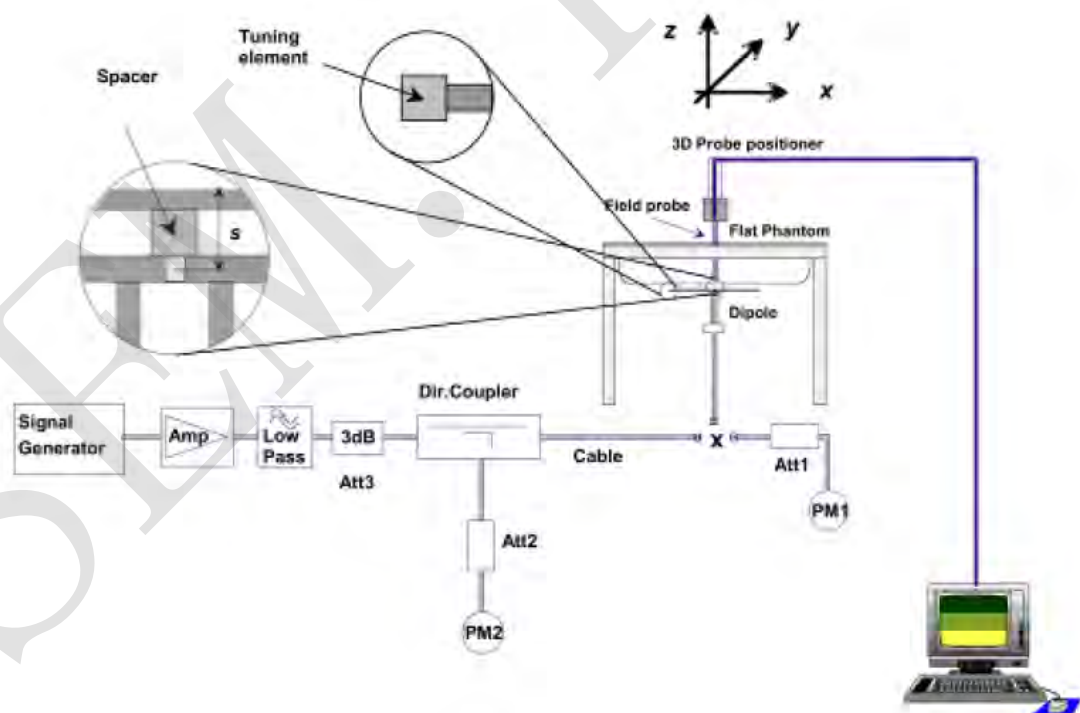 Tuning
element
Spacer
z
y
x
3D Probe positioner
Field probe
Flat Phantom
s
Dipole
Dir.Coupler
Signal
Generator
Amp
Low
Pass
3dB
Att3
Cable
x
Att1
PM1
Att2
PM2